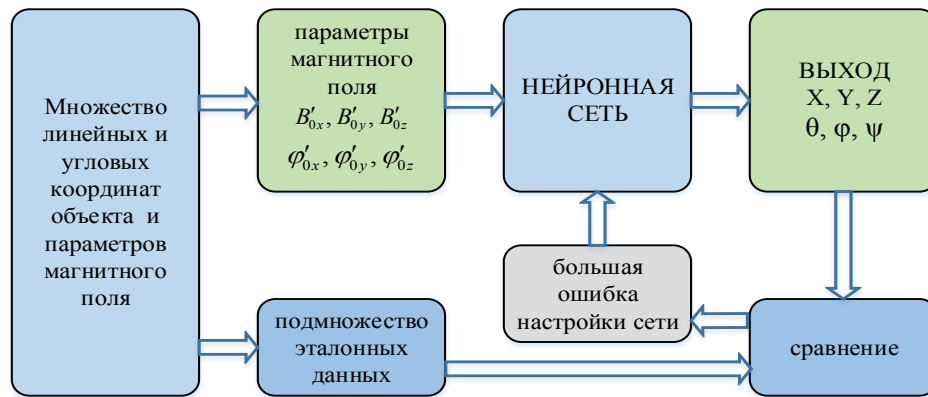 Множество
линейных и
угловых
координат
объекта и
параметров
магнитного
поля
параметры
магнитного
поля
B′₀ₓ, B′₀y, B′₀z
φ′₀ₓ, φ′₀y, φ′₀z
НЕЙРОННАЯ
СЕТЬ
ВЫХОД
X, Y, Z
θ, φ, ψ
большая
ошибка
настройки сети
подмножество
эталонных
данных
сравнение